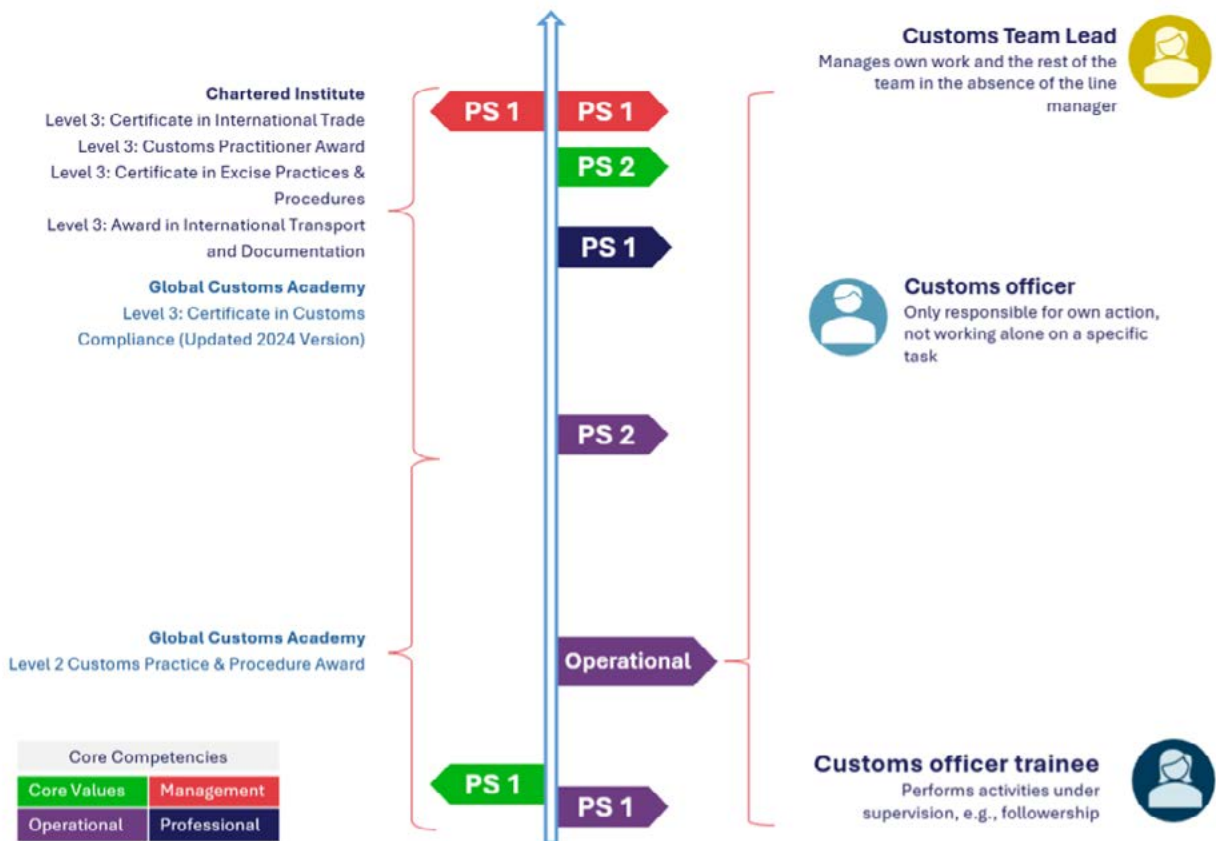 Chartered Institute
Level 3: Certificate in International Trade
Level 3: Customs Practitioner Award
Level 3: Certificate in Excise Practices &
Procedures
Level 3: Award in International Transport
and Documentation
Global Customs Academy
Level 3: Certificate in Customs
Compliance (Updated 2024 Version)
Global Customs Academy
Level 2 Customs Practice & Procedure Award
Core Competencies
Core Values
Management
Operational
Professional
PS 1
PS 1
PS 2
PS 1
PS 2
Operational
PS 1
PS 1
Customs Team Lead
Manages own work and the rest of the
team in the absence of the line
manager
Customs officer
Only responsible for own action,
not working alone on a specific
task
Customs officer trainee
Performs activities under
supervision, e.g., followership